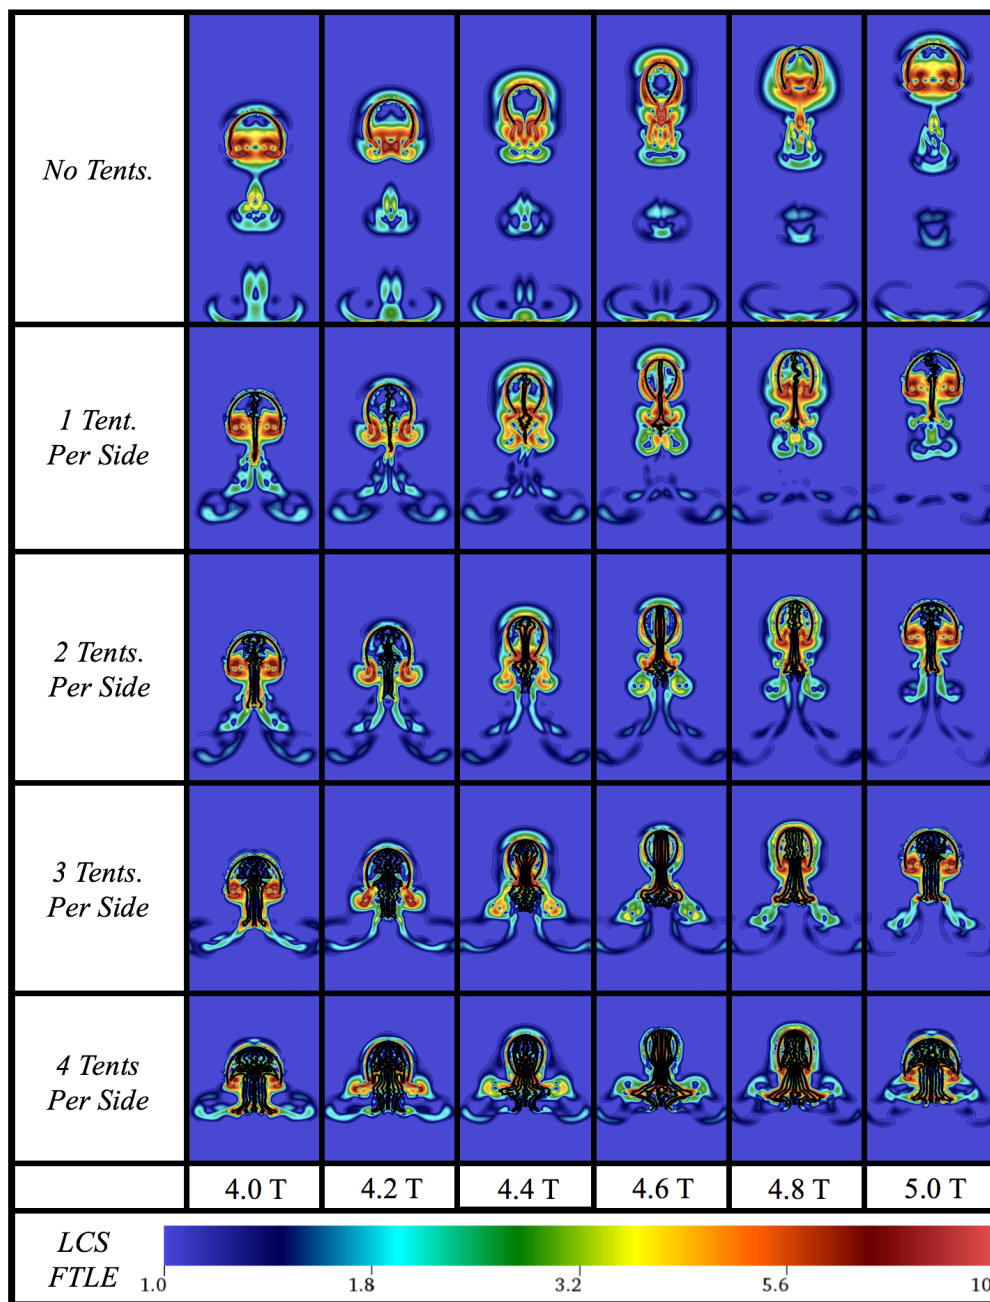 No Tents.
1 Tent.
Per Side
2 Tents.
Per Side
3 Tents.
Per Side
4 Tents
Per Side
4.0 T 4.2 T 4.4 T 4.6 T 4.8 T 5.0 T
LCS
FTLE
1.0 1.8 3.2 5.6 10